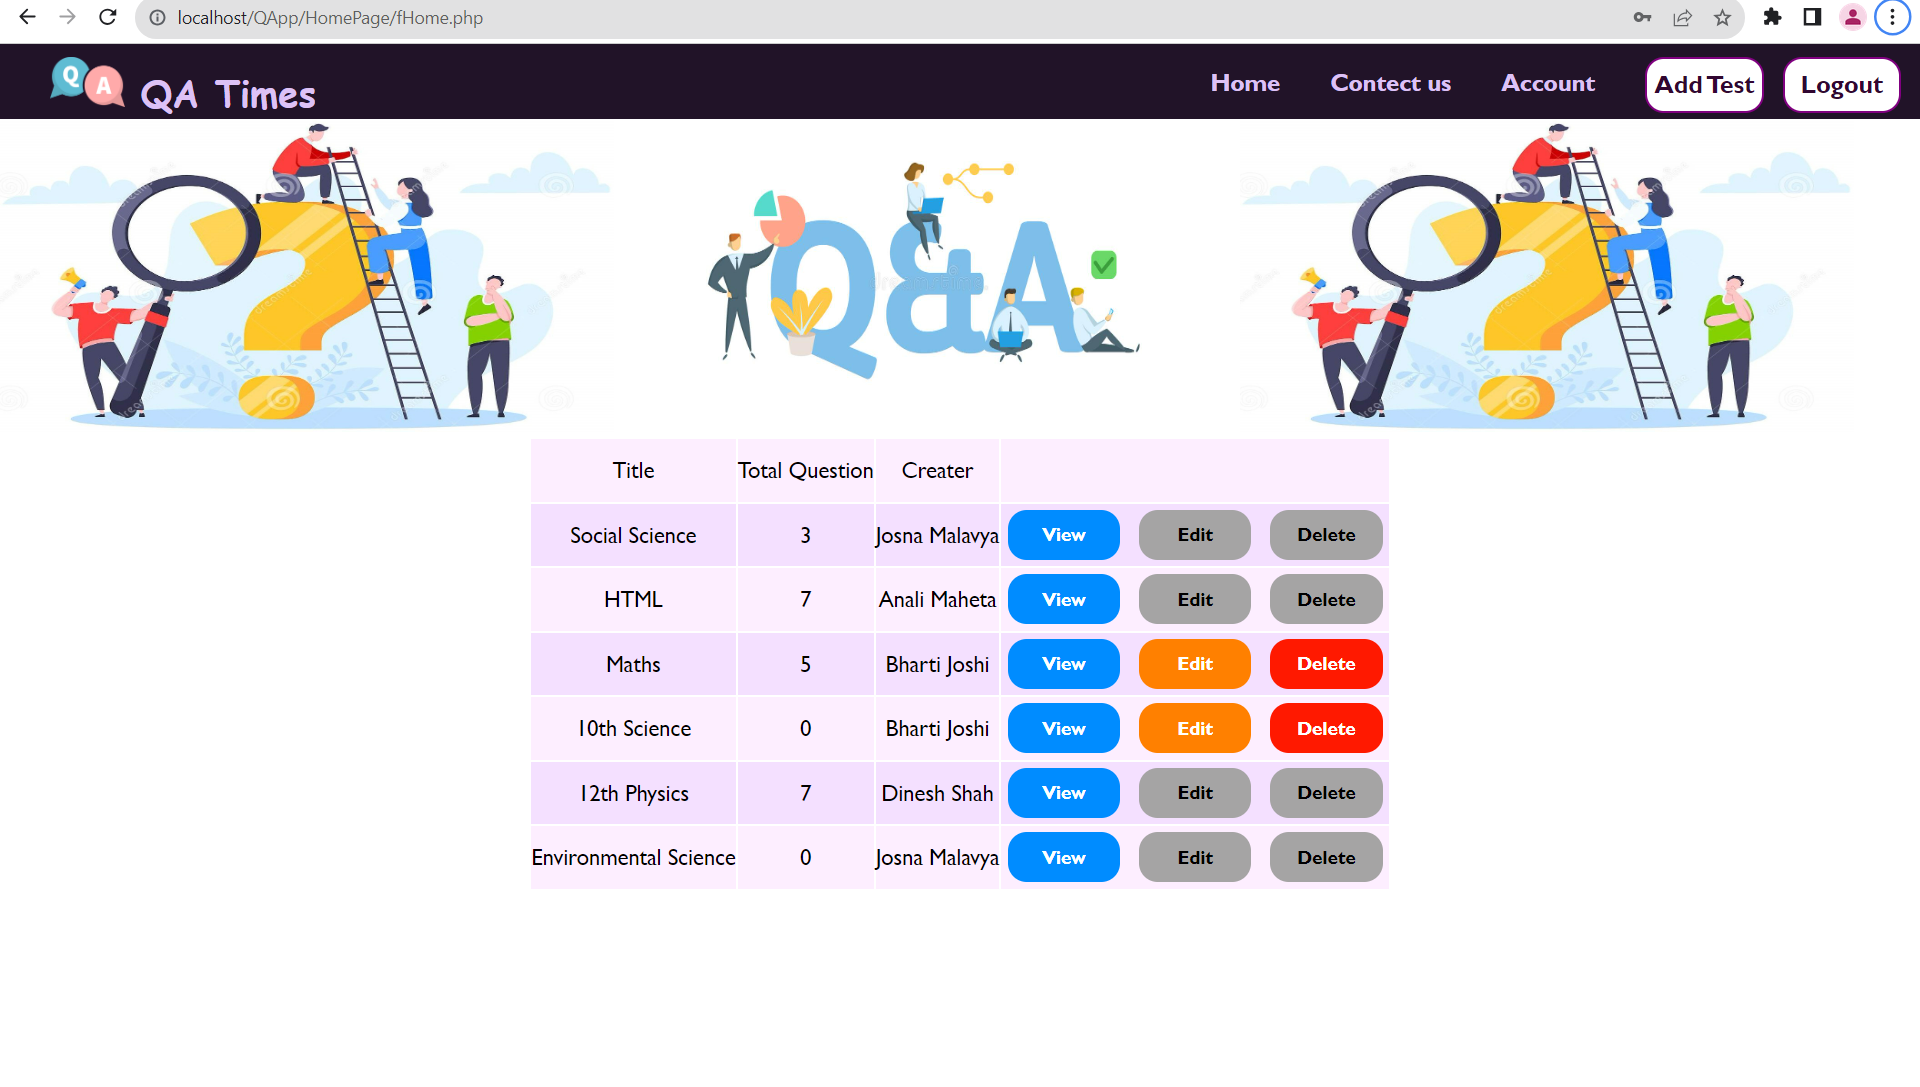 localhost/QApp/HomePage/fHome.php
Q A QA Times Home Contect us Account Add Test Logout
Q&A
dreamstime.
Title Total Question Creater
Social Science 3 Josna Malavya View Edit Delete
HTML 7 Anali Maheta View Edit Delete
Maths 5 Bharti Joshi View Edit Delete
10th Science 0 Bharti Joshi View Edit Delete
12th Physics 7 Dinesh Shah View Edit Delete
Environmental Science 0 Josna Malavya View Edit Delete